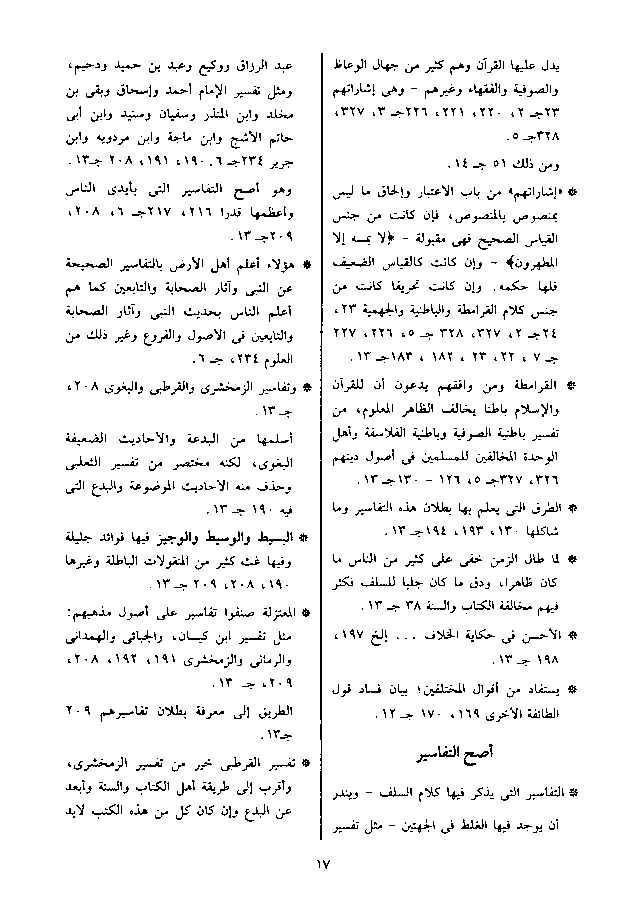 يدل عليها القرآن وهم كثير من جهال الوعاظ
والصوفية والفقهاء وغيرهم - وهى إشاراتهم
٢٣جـ ٢، ٢٢٠، ٢٢١، ٢٢٦جـ ٣، ٣٢٧،
٣٢٨جـ ٥.
ومن ذلك ٥١ جـ ١٤.
* «إشاراتهم» من باب الاعتبار وإلحاق ما ليس
بمنصوص بالمنصوص، فإن كانت من جنس
القياس الصحيح فهى مقبولة - ﴿لا يمسه إلا
المطهرون﴾ - وإن كانت كالقياس الضعيف
فلها حكمه. وإن كانت تحريفا كانت من
جنس كلام القرامطة والباطنية والجهمية ٢٣،
٢٤جـ ٢، ٣٢٧، ٣٢٨ جـ ٥، ٢٢٦، ٢٢٧
جـ ٧ ، ٢٢، ٢٣ ، ١٨٢ ، ١٨٣جـ ١٣.
* القرامطة ومن وافقهم يدعون أن للقرآن
والإسلام باطنا يخالف الظاهر المعلوم، من
تفسير باطنية الصوفية وباطنية الفلاسفة وأهل
الوحدة المخالفين للمسلمين فى أصول دينهم
٣٢٦، ٣٢٧جـ ٥، ١٢٦ - ١٣٠جـ ١٣.
* الطرق التى يعلم بها بطلان هذه التفاسير وما
شاكلها ١٣٠، ١٩٣، ١٩٤جـ ١٣.
* لما طال الزمن خفى على كثير من الناس ما
كان ظاهرا، ودق ما كان جليا للسلف فكثر
فيهم مخالفة الكتاب والسنة ٣٨ جـ ١٣.
* الأحسن فى حكاية الخلاف ... إلخ ١٩٧،
١٩٨ جـ ١٣.
* يستفاد من أقوال المختلفين؛ بيان فساد قول
الطائفة الأخرى ١٦٩، ١٧٠ جـ ١٢.
أصح التفاسير
* التفاسير التى يذكر فيها كلام السلف - ويندر
أن يوجد فيها الغلط فى الجهتين - مثل تفسير
عبد الرزاق ووكيع وعبد بن حميد ودحيم،
ومثل تفسير الإمام أحمد وإسحاق وبقى بن
مخلد وابن المنذر وسفيان وسنيد وابن أبى
حاتم الأشج وابن ماجة وابن مردويه وابن
جرير ٢٣٤جـ ٦، ١٩٠، ١٩١، ٢٠٨ جـ١٣.
وهو أصح التفاسير التى بأيدى الناس
وأعظمها قدرا ٢١٦، ٢١٧جـ ٦، ٢٠٨،
٢٠٩جـ ١٣.
* هؤلاء أعلم أهل الأرض بالتفاسير الصحيحة
عن النبى وآثار الصحابة والتابعين كما هم
أعلم الناس بحديث النبى وآثار الصحابة
والتابعين فى الأصول والفروع وغير ذلك من
العلوم ٢٣٤، جـ ٦.
* وتفاسير الزمخشرى والقرطبى والبغوى ٢٠٨،
جـ ١٣.
أسلمها من البدعة والأحاديث الضعيفة
البغوى، لكنه مختصر من تفسير الثعلبى
وحذف منه الأحاديث الموضوعة والبدع التى
فيه ١٩٠ جـ ١٣.
* البسيط والوسيط والوجيز فيها فوائد جليلة
وفيها غث كثير من المنقولات الباطلة وغيرها
١٩٠، ٢٠٨، ٢٠٩ جـ ١٣.
* المعتزلة صنفوا تفاسير على أصول مذهبهم:
مثل تفسير ابن كيسان، والجبائى والهمدانى
والرمانى والزمخشرى ١٩١، ١٩٢، ٢٠٨،
٢٠٩، جـ ١٣.
الطريق إلى معرفة بطلان تفاسيرهم ٢٠٩
جـ١٣.
* تفسير القرطبى خير من تفسير الزمخشرى،
وأقرب إلى طريقة أهل الكتاب والسنة وأبعد
عن البدع وإن كان كل من هذه الكتب لابد
١٧